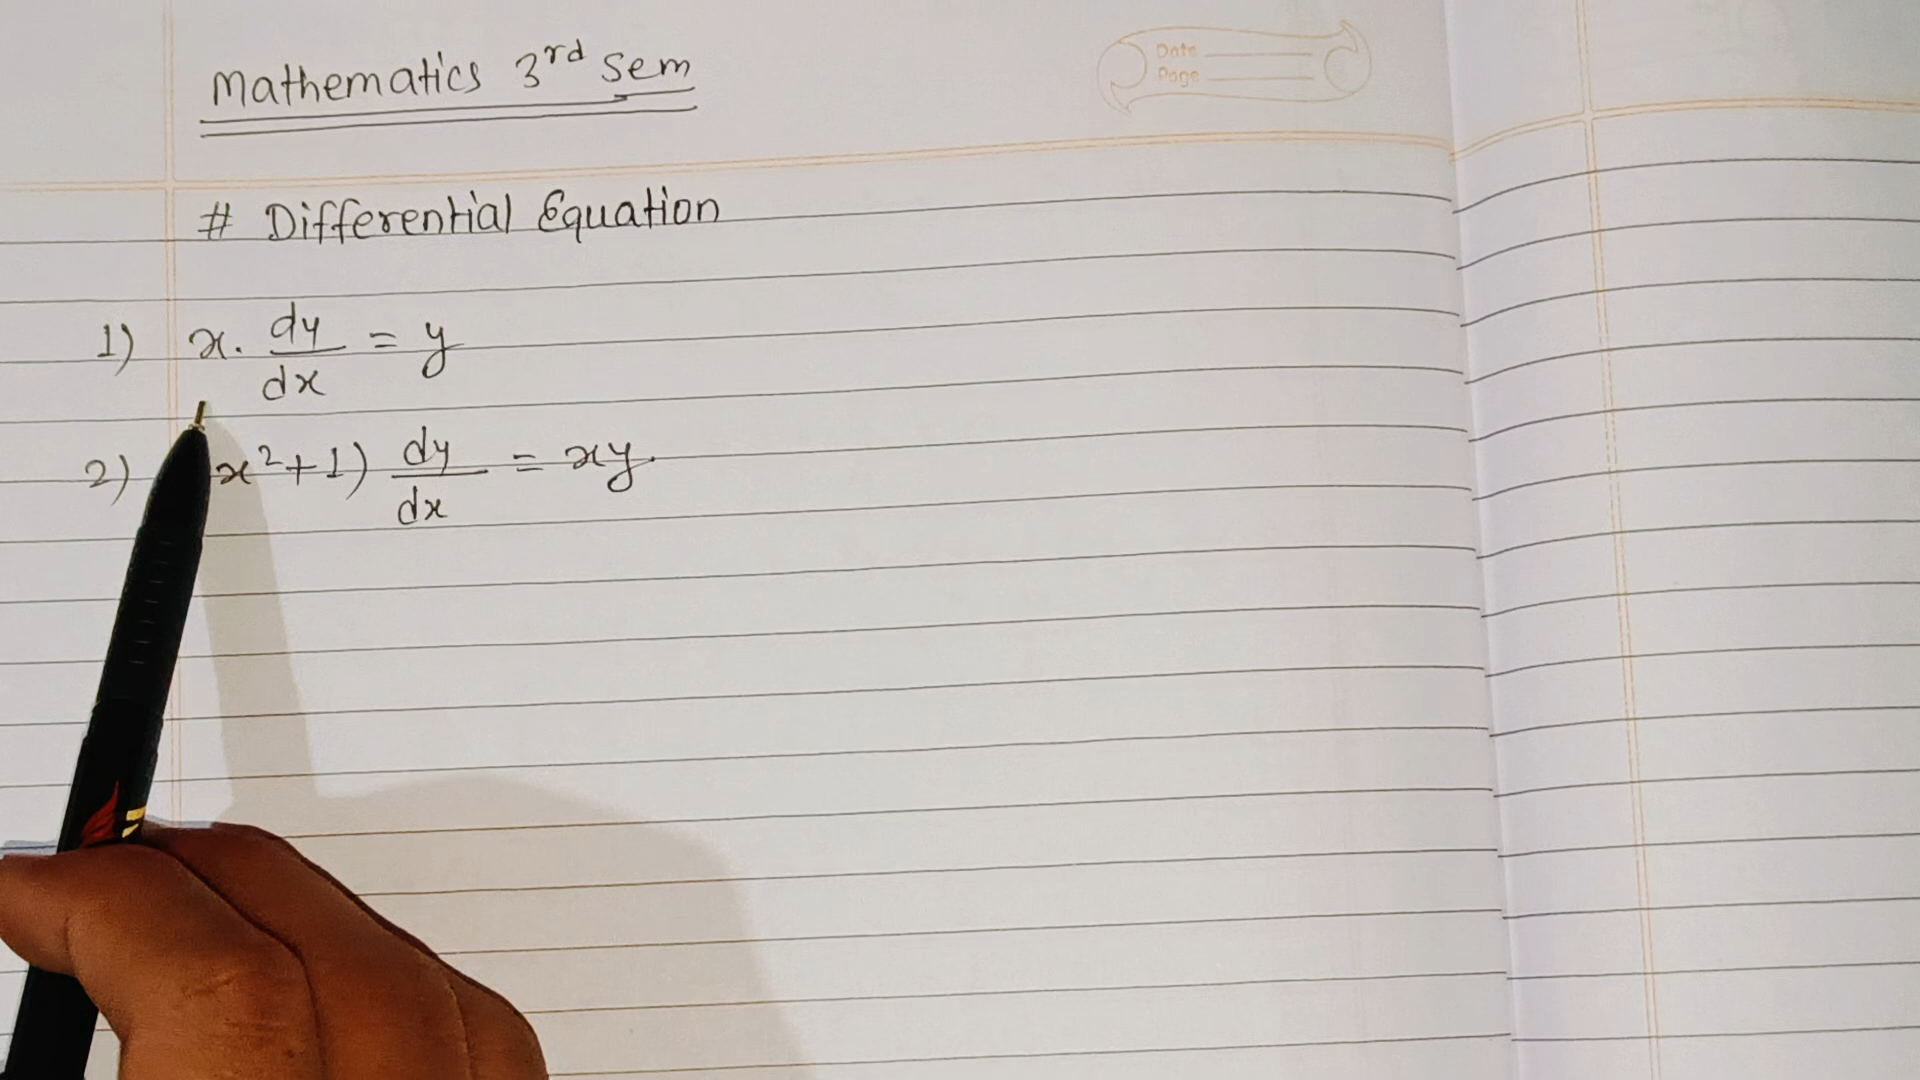 Mathematics 3rd Sem
Date
Page
# Differential Equation
1) x. dy/dx = y
2) x²+1) dy/dx = xy.